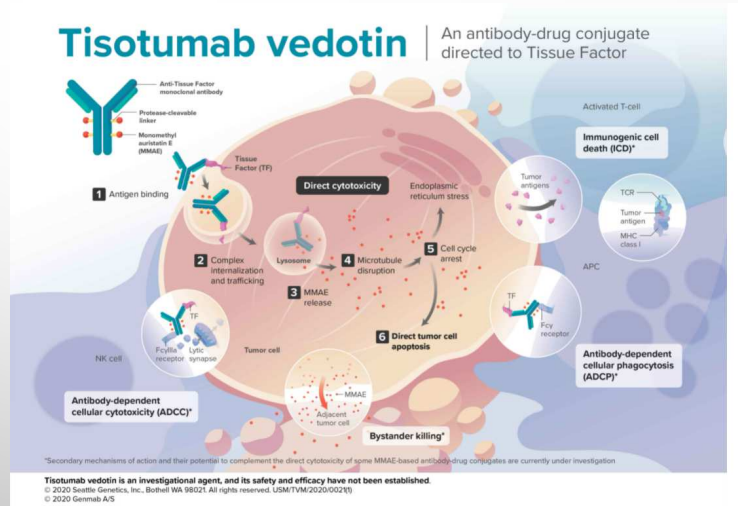 Tisotumab vedotin
An antibody-drug conjugate
directed to Tissue Factor
Anti-Tissue Factor
monoclonal antibody
Protease-cleavable
linker
Monomethyl
auristatin E
(MMAE)
Tissue
Factor (TF)
1 Antigen binding
Direct cytotoxicity
Endoplasmic
reticulum stress
2 Complex
internalization
and trafficking
Lysosome
3 MMAE
release
4 Microtubule
disruption
5 Cell cycle
arrest
6 Direct tumor cell
apoptosis
Activated T-cell
Immunogenic cell
death (ICD)*
Tumor
antigens
TCR
Tumor
antigen
MHC
class I
APC
TF
Fcγ
receptor
Antibody-dependent
cellular phagocytosis
(ADCP)*
TF
FcγIIIa
receptor
Lytic
synapse
NK cell
Tumor cell
Antibody-dependent
cellular cytotoxicity (ADCC)*
MMAE
Adjacent
tumor cell
Bystander killing*
*Secondary mechanisms of action and their potential to complement the direct cytotoxicity of some MMAE-based antibody-drug conjugates are currently under investigation
Tisotumab vedotin is an investigational agent, and its safety and efficacy have not been established.
© 2020 Seattle Genetics, Inc., Bothell WA 98021. All rights reserved. USM/TVM/2020/0021(1)
© 2020 Genmab A/S